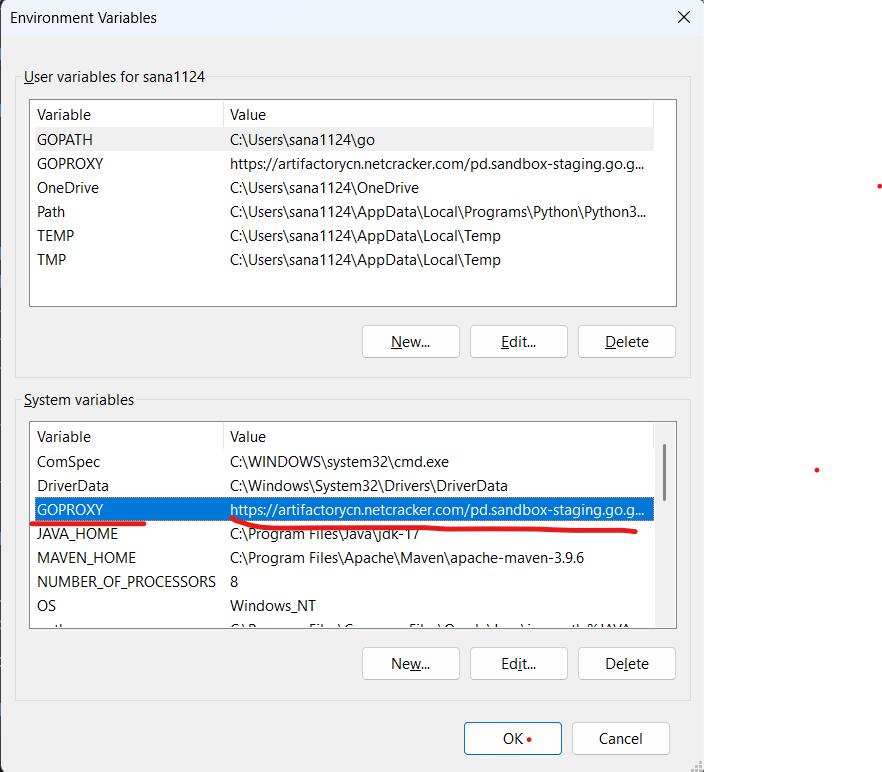 Environment Variables
User variables for sana1124
Variable Value
GOPATH C:\Users\sana1124\go
GOPROXY https://artifactorycn.netcracker.com/pd.sandbox-staging.go.g...
OneDrive C:\Users\sana1124\OneDrive
Path C:\Users\sana1124\AppData\Local\Programs\Python\Python3...
TEMP C:\Users\sana1124\AppData\Local\Temp
TMP C:\Users\sana1124\AppData\Local\Temp
New... Edit... Delete
System variables
Variable Value
ComSpec C:\WINDOWS\system32\cmd.exe
DriverData C:\Windows\System32\Drivers\DriverData
GOPROXY https://artifactorycn.netcracker.com/pd.sandbox-staging.go.g...
JAVA_HOME C:\Program Files\Java\jdk-17
MAVEN_HOME C:\Program Files\Apache\Maven\apache-maven-3.9.6
NUMBER_OF_PROCESSORS 8
OS Windows_NT
New... Edit... Delete
OK Cancel